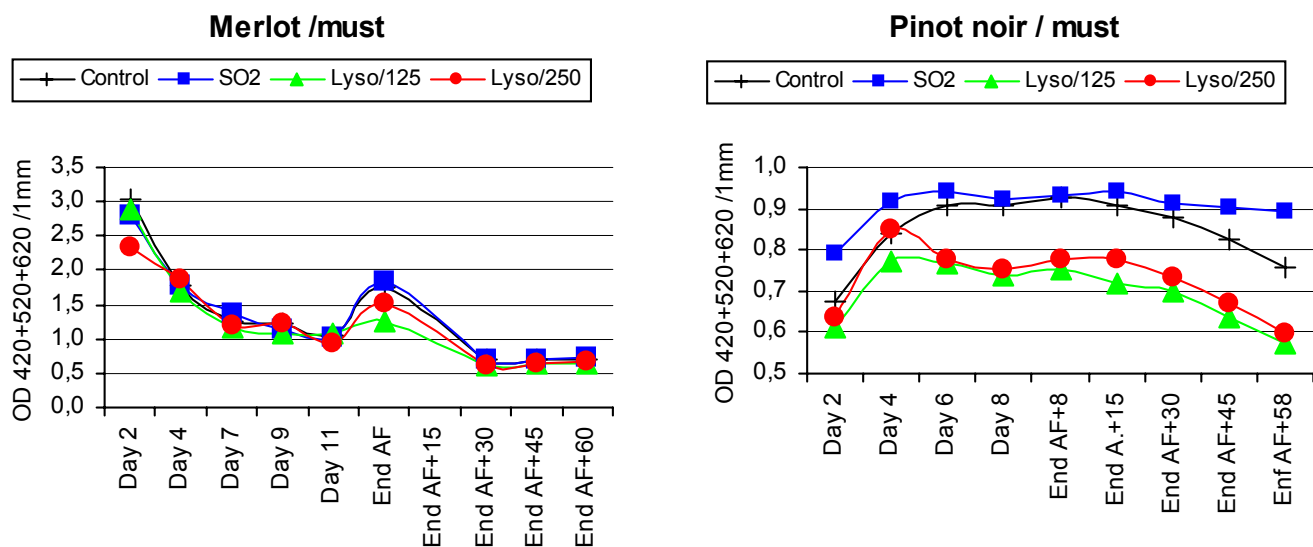 Merlot /must
Control SO2 Lyso/125 Lyso/250
OD 420+520+620 /1mm
3,5
3,0
2,5
2,0
1,5
1,0
0,5
0,0
Day 2
Day 4
Day 7
Day 9
Day 11
End AF
End AF+15
End AF+30
End AF+45
End AF+60
Pinot noir / must
Control SO2 Lyso/125 Lyso/250
OD 420+520+620 /1mm
1,0
0,9
0,8
0,7
0,6
0,5
Day 2
Day 4
Day 6
Day 8
End AF+8
End A.+15
End AF+30
End AF+45
Enf AF+58